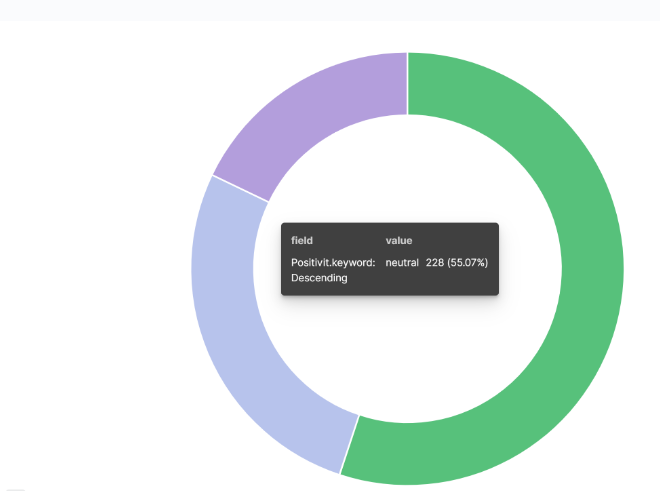 field value
Positivit.keyword: neutral 228 (55.07%)
Descending